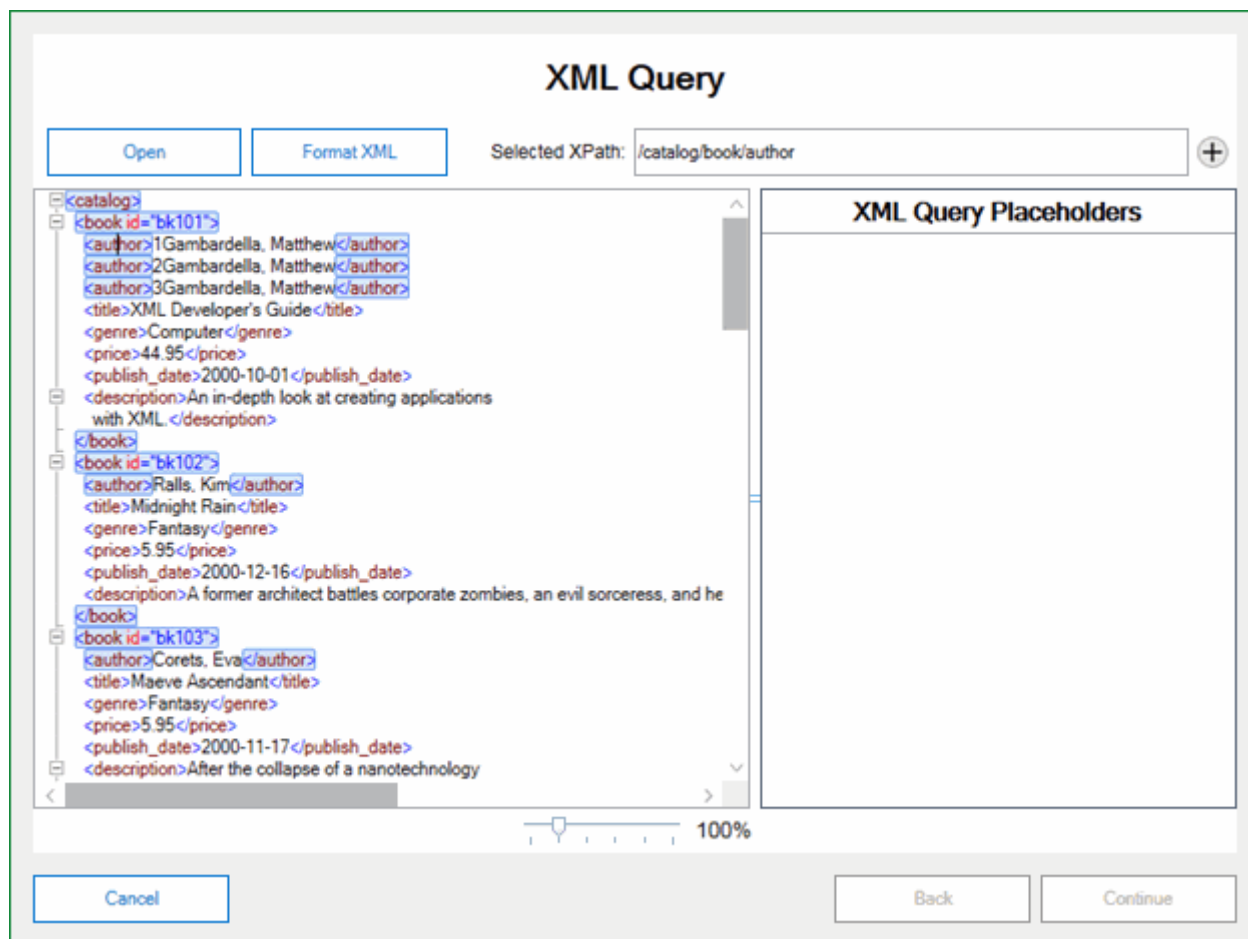 XML Query
Open
Format XML
Selected XPath:
/catalog/book/author
<catalog>
<book id="bk101">
<author>1Gambardella, Matthew</author>
<author>2Gambardella, Matthew</author>
<author>3Gambardella, Matthew</author>
<title>XML Developer's Guide</title>
<genre>Computer</genre>
<price>44.95</price>
<publish_date>2000-10-01</publish_date>
<description>An in-depth look at creating applications
with XML.</description>
</book>
<book id="bk102">
<author>Ralls, Kim</author>
<title>Midnight Rain</title>
<genre>Fantasy</genre>
<price>5.95</price>
<publish_date>2000-12-16</publish_date>
<description>A former architect battles corporate zombies, an evil sorceress, and he
</book>
<book id="bk103">
<author>Corets, Eva</author>
<title>Maeve Ascendant</title>
<genre>Fantasy</genre>
<price>5.95</price>
<publish_date>2000-11-17</publish_date>
<description>After the collapse of a nanotechnology
XML Query Placeholders
100%
Cancel
Back
Continue